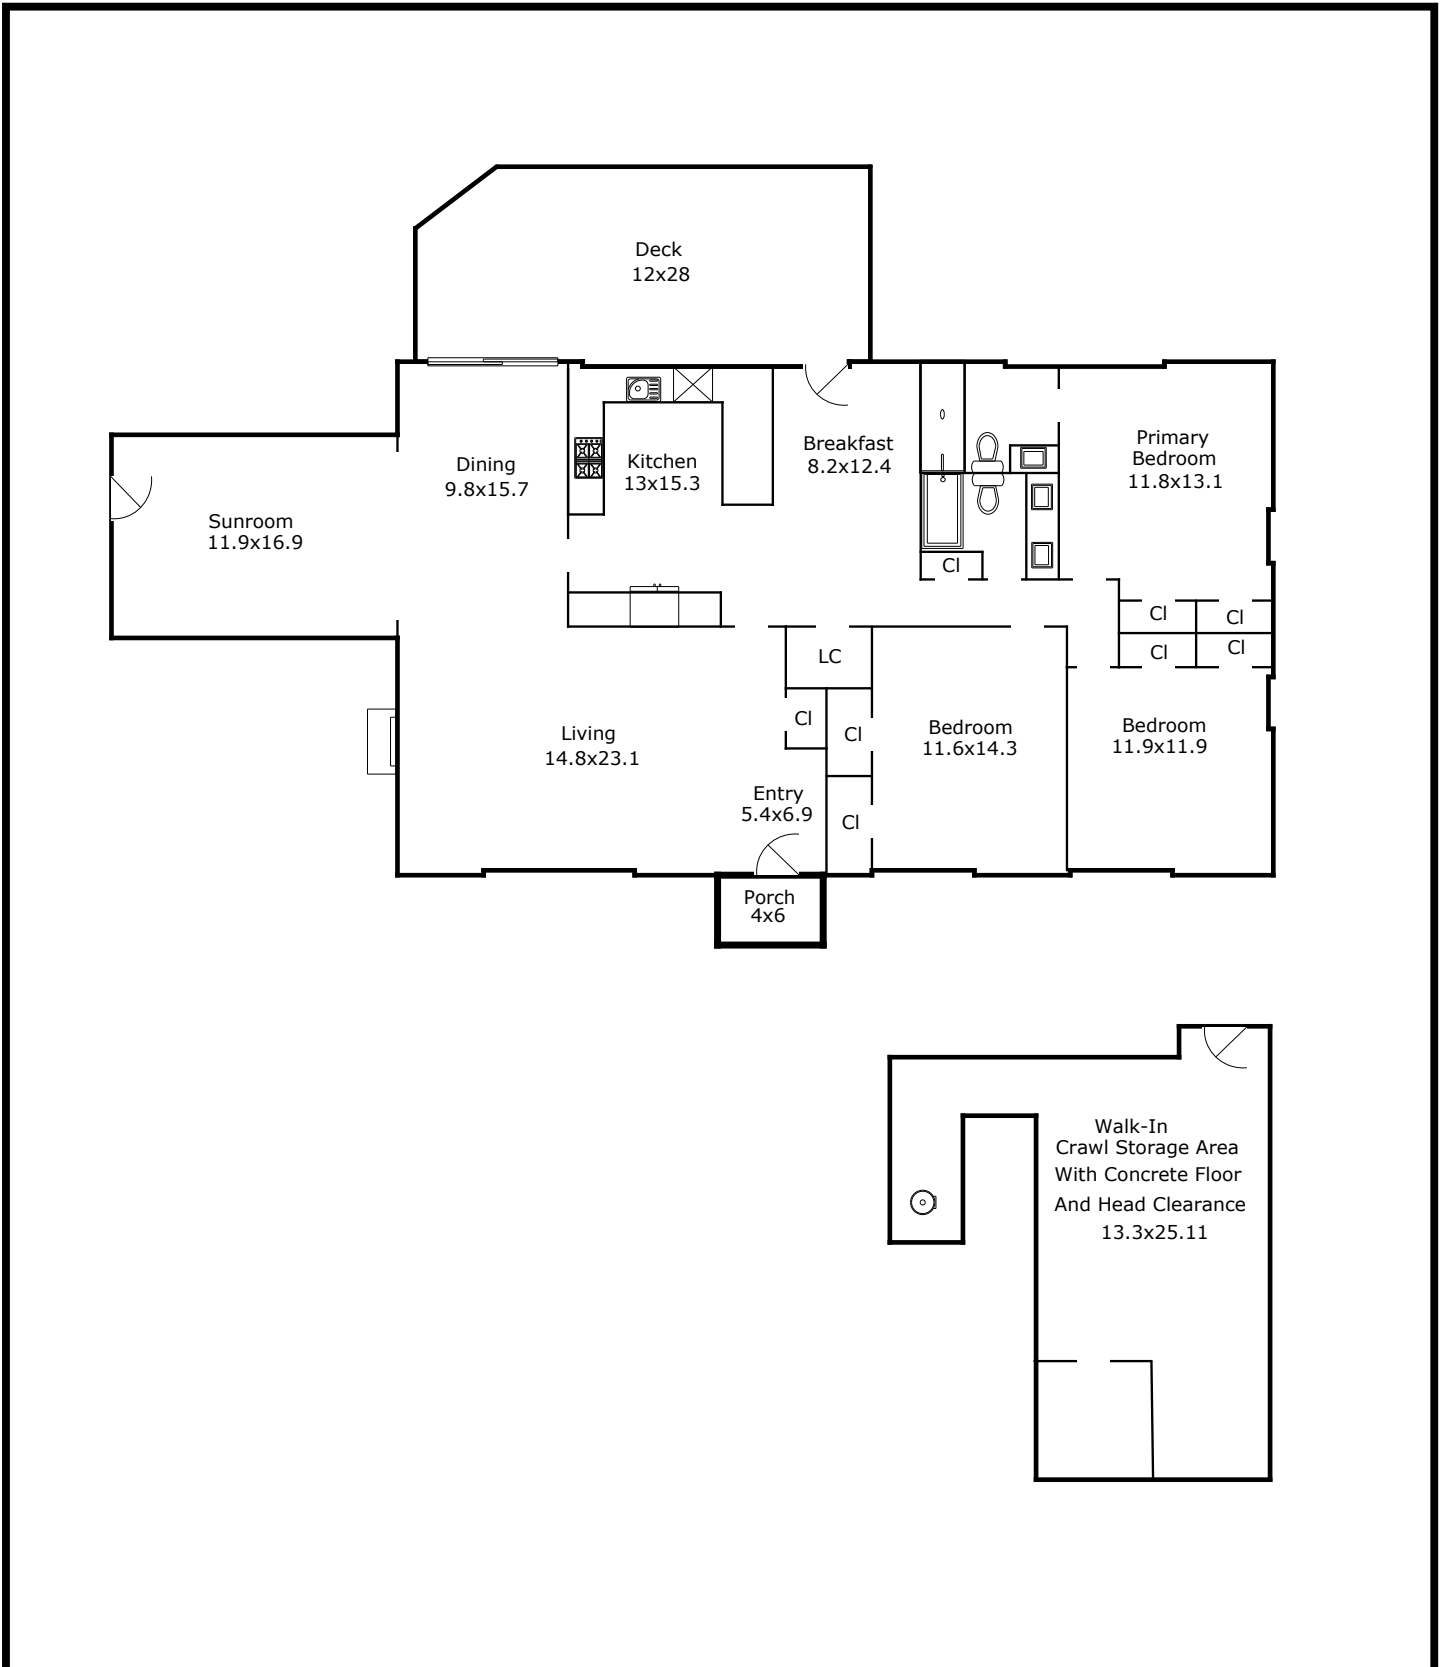 Deck
12x28
Primary
Bedroom
11.8x13.1
Breakfast
8.2x12.4
Kitchen
13x15.3
Dining
9.8x15.7
Sunroom
11.9x16.9
Cl
Cl
Cl
Cl
Cl
LC
Cl
Cl
Living
14.8x23.1
Bedroom
11.6x14.3
Bedroom
11.9x11.9
Entry
5.4x6.9
Cl
Porch
4x6
Walk-In
Crawl Storage Area
With Concrete Floor
And Head Clearance
13.3x25.11